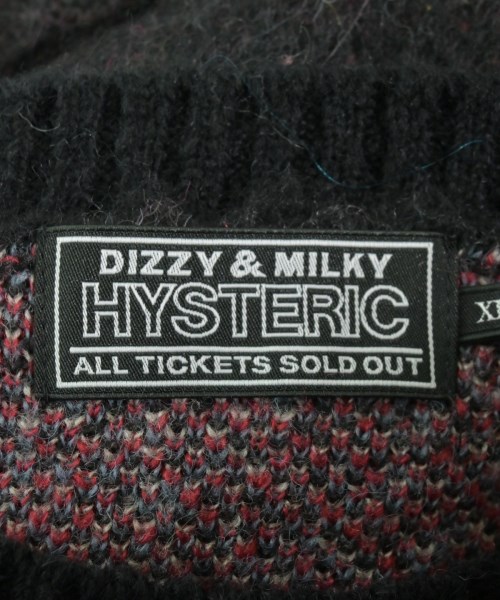 DIZZY & MILKY
HYSTERIC
ALL TICKETS SOLD OUT